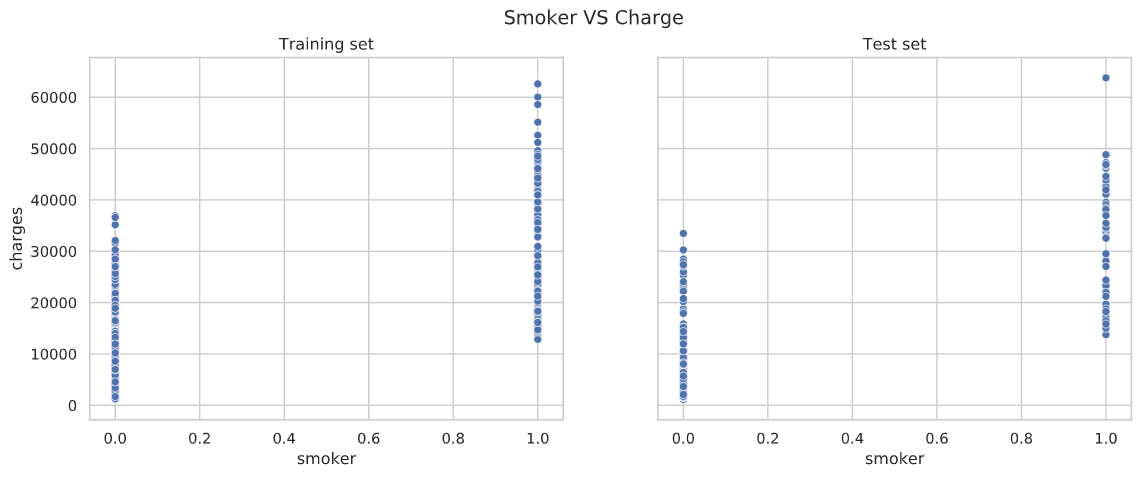 Smoker VS Charge
Training set
Test set
charges
60000
50000
40000
30000
20000
10000
0
0.0 0.2 0.4 0.6 0.8 1.0
smoker
0.0 0.2 0.4 0.6 0.8 1.0
smoker